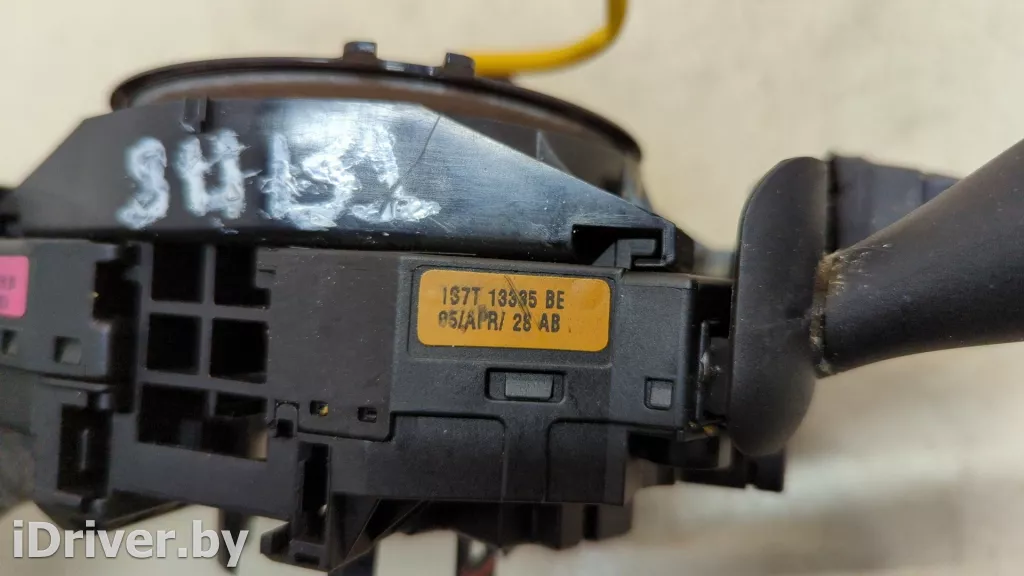 1S7T 13335 BE
05/APR/ 28 AB
iDriver.by